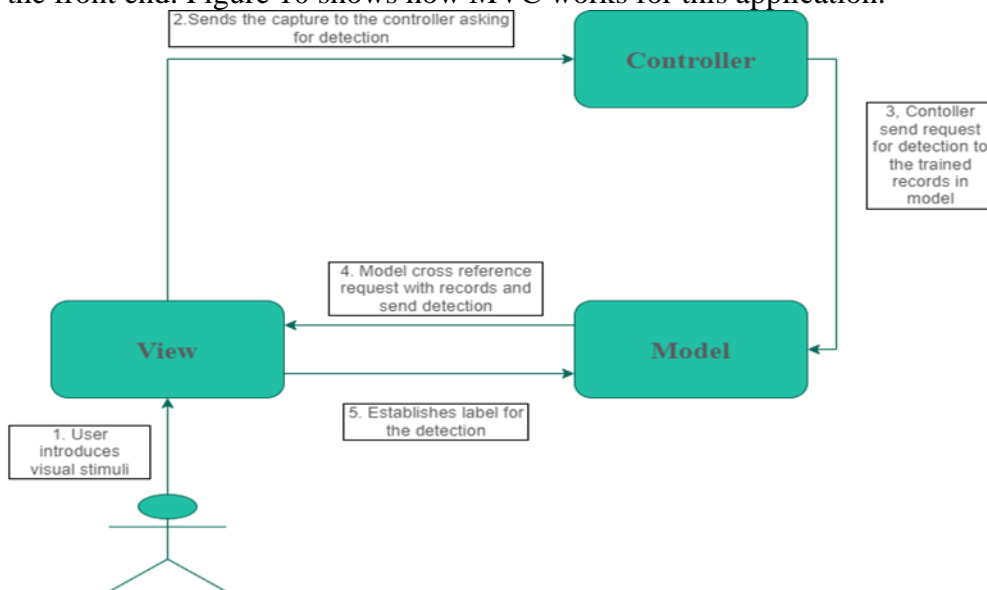 the front end. Figure 16 shows how MVC works for this application.
2.Sends the capture to the controller asking
for detection
Controller
3, Contoller
send request
for detection to
the trained
records in
model
4. Model cross reference
request with records and
send detection
View
Model
5. Establishes label for
the detection
1. User
introduces
visual stimuli